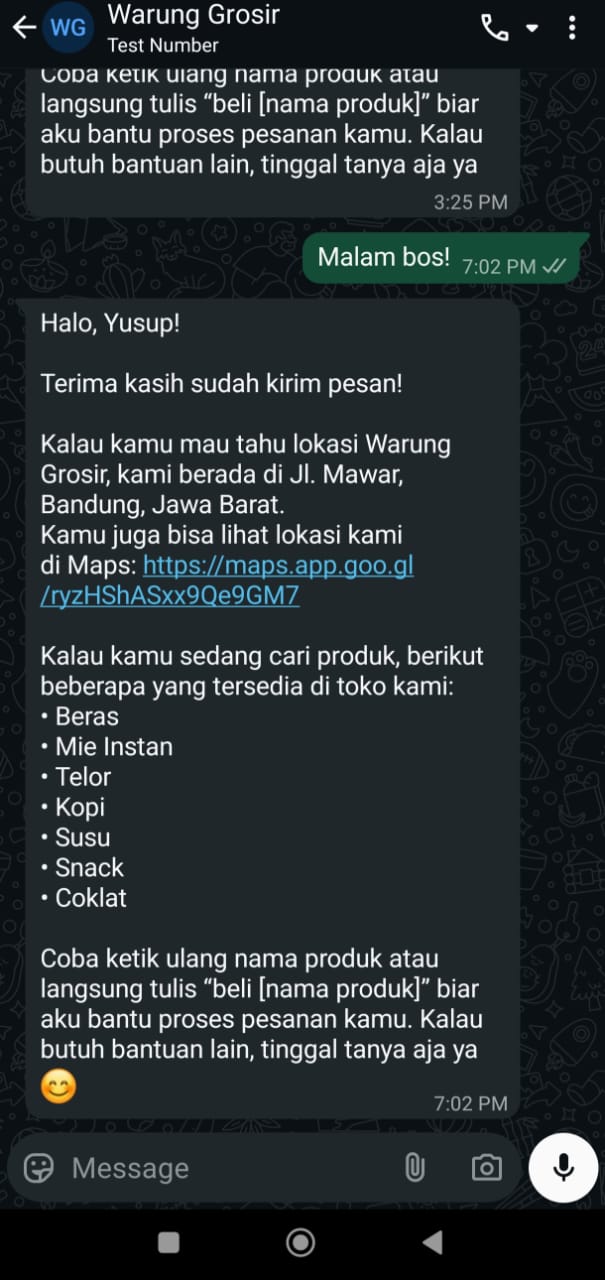 WG
Warung Grosir
Test Number
Coba ketik ulang nama produk atau
langsung tulis “beli [nama produk]” biar
aku bantu proses pesanan kamu. Kalau
butuh bantuan lain, tinggal tanya aja ya
3:25 PM
Malam bos! 7:02 PM
Halo, Yusup!
Terima kasih sudah kirim pesan!
Kalau kamu mau tahu lokasi Warung
Grosir, kami berada di Jl. Mawar,
Bandung, Jawa Barat.
Kamu juga bisa lihat lokasi kami
di Maps: https://maps.app.goo.gl
/ryzHShASxx9Qe9GM7
Kalau kamu sedang cari produk, berikut
beberapa yang tersedia di toko kami:
• Beras
• Mie Instan
• Telor
• Kopi
• Susu
• Snack
• Coklat
Coba ketik ulang nama produk atau
langsung tulis “beli [nama produk]” biar
aku bantu proses pesanan kamu. Kalau
butuh bantuan lain, tinggal tanya aja ya
😊
7:02 PM
Message